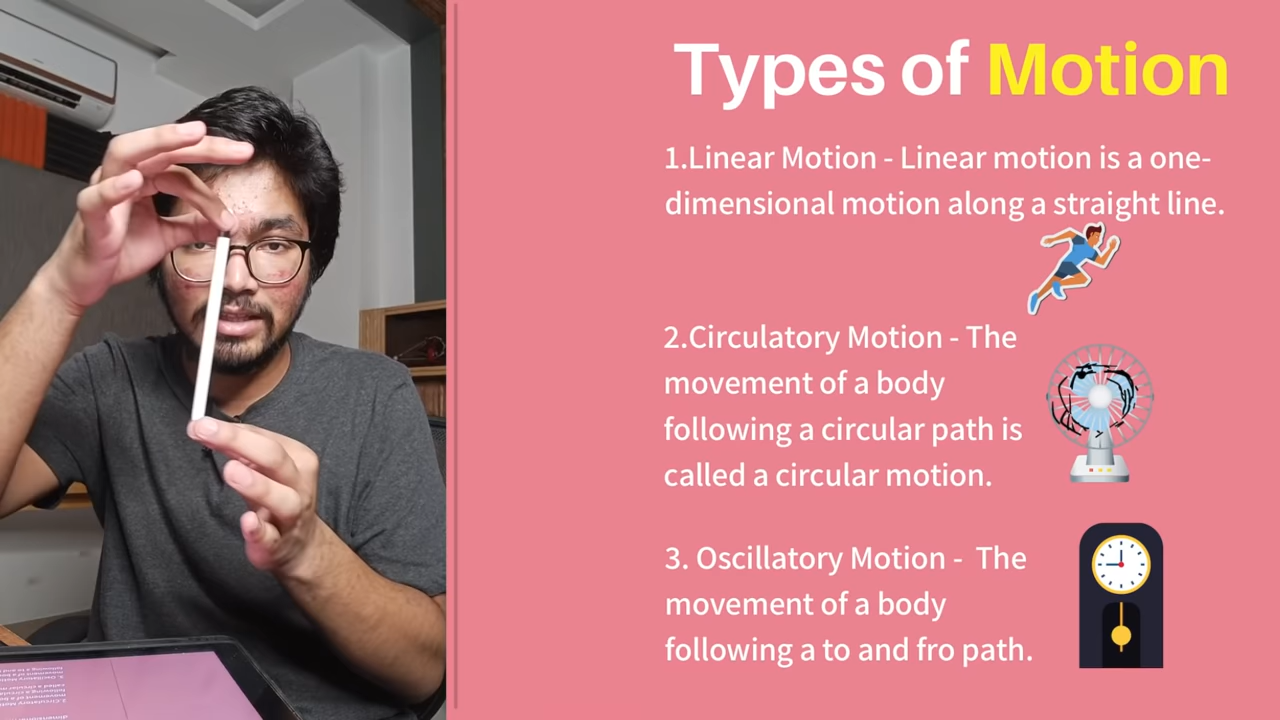 Types of Motion
1.Linear Motion - Linear motion is a one-
dimensional motion along a straight line.
2.Circulatory Motion - The
movement of a body
following a circular path is
called a circular motion.
3. Oscillatory Motion -  The
movement of a body
following a to and fro path.